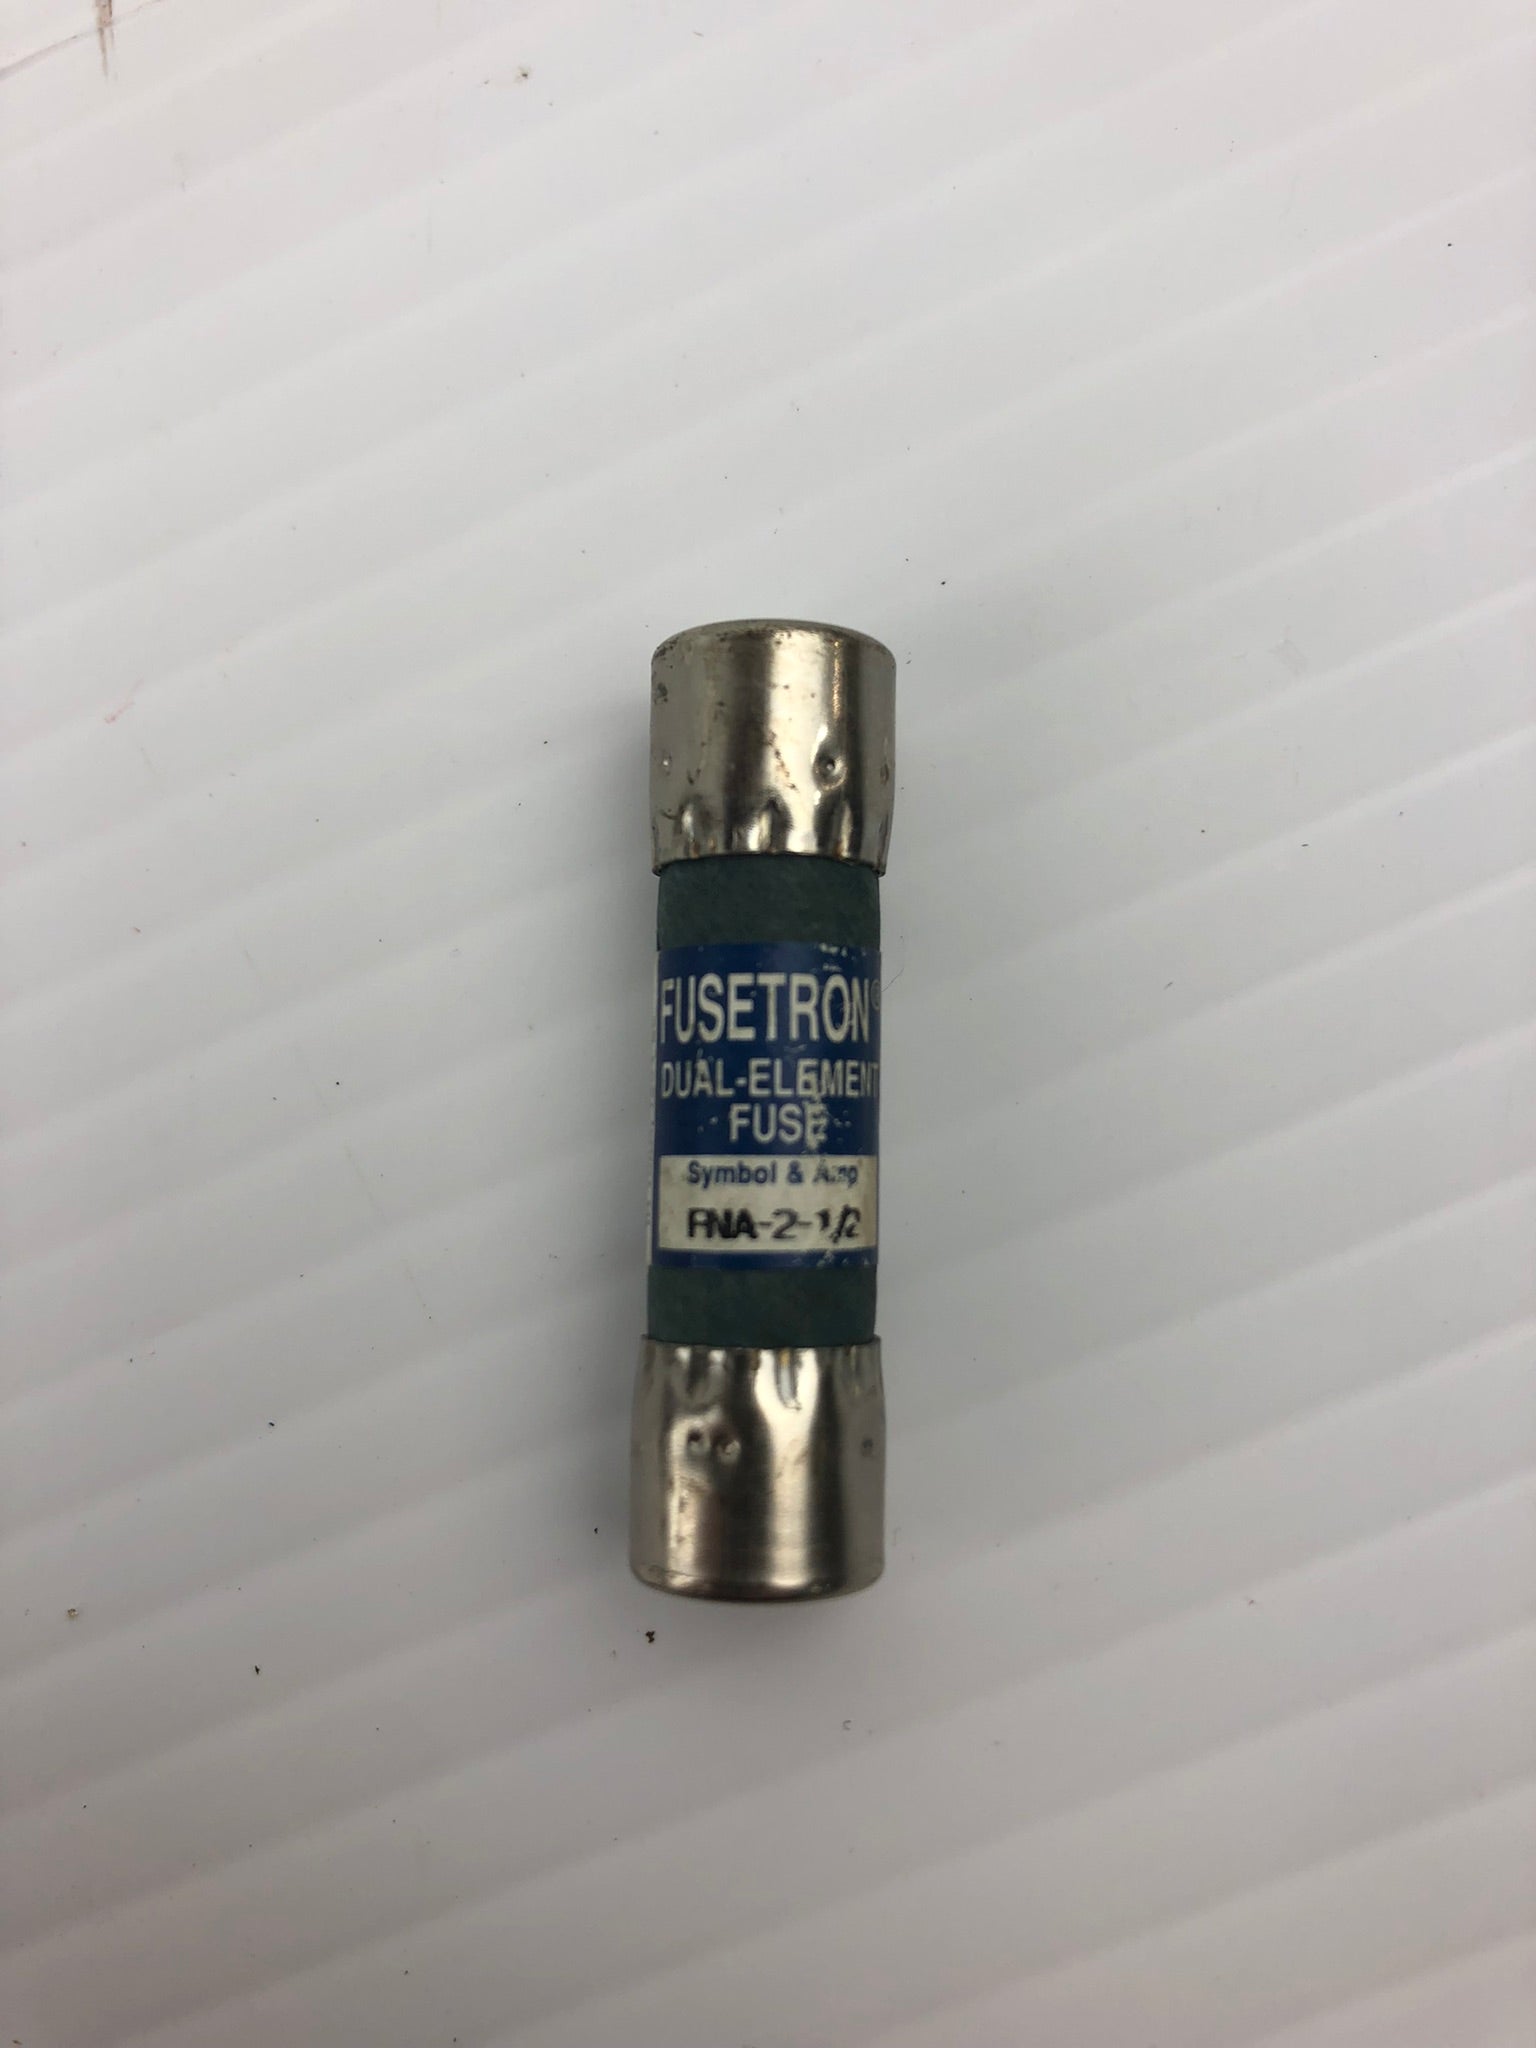 FUSETRON®
DUAL-ELEMENT
FUSE
Symbol & Amp
FNA-2-1/2